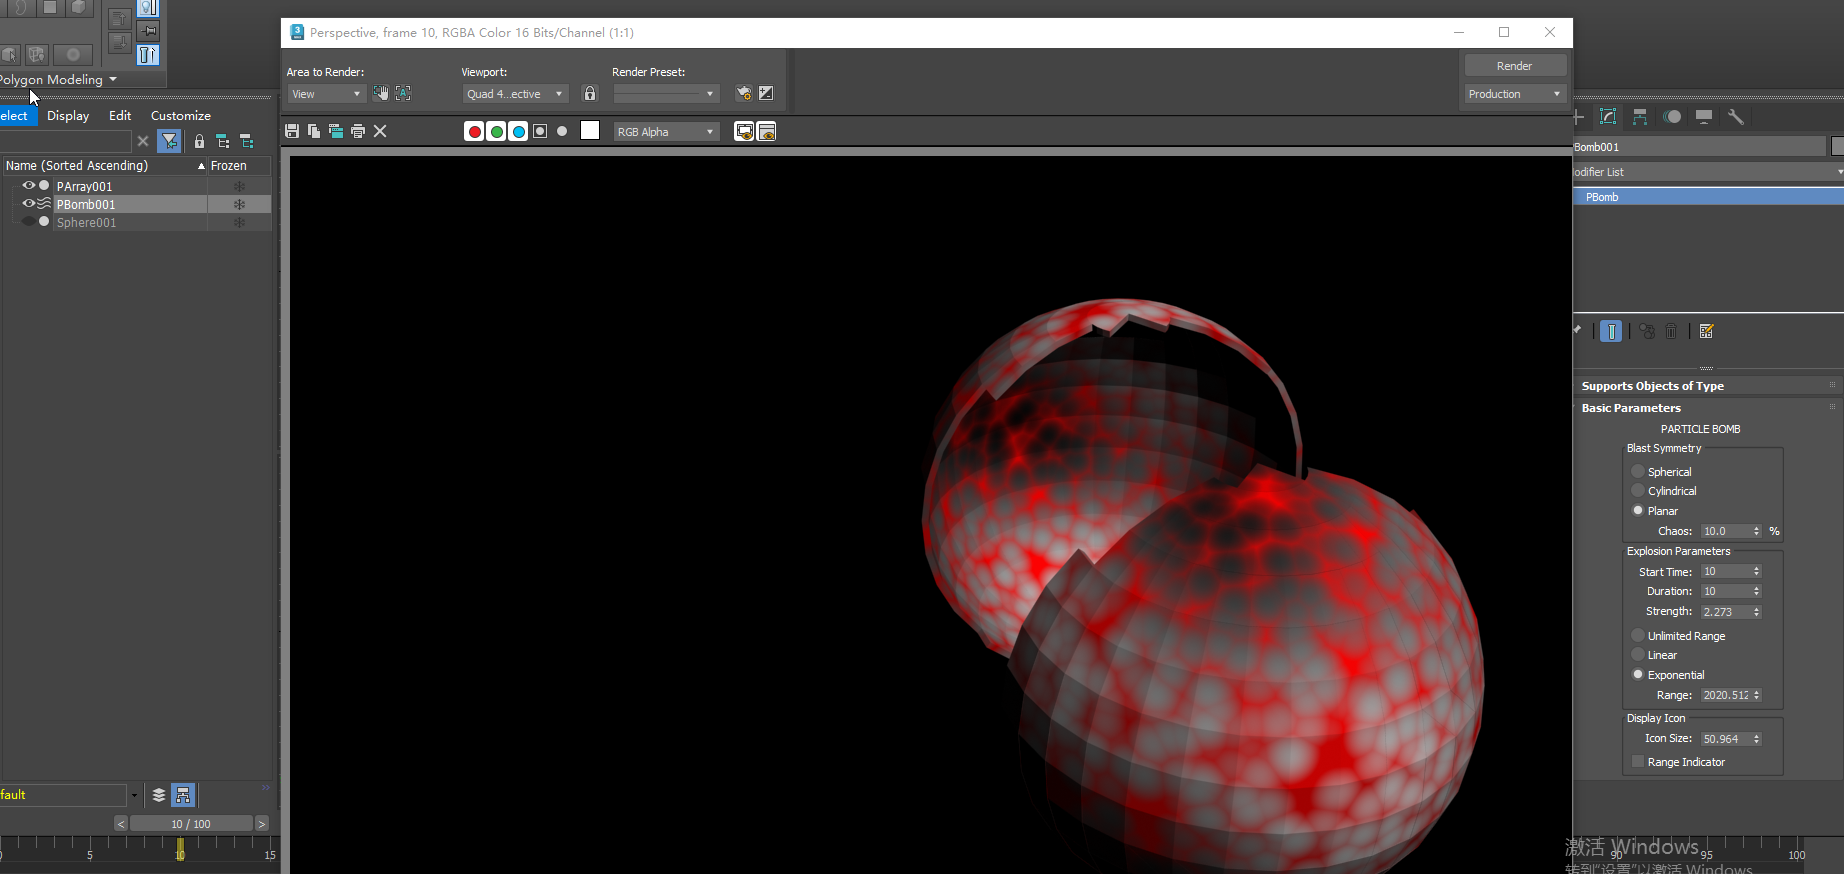 Perspective, frame 10, RGBA Color 16 Bits/Channel (1:1)
Area to Render:
Viewport:
Render Preset:
Render
View
Quad 4...ective
Production
Polygon Modeling
elect
Display
Edit
Customize
RGB Alpha
Name (Sorted Ascending)
Frozen
PArray001
PBomb001
Sphere001
Bomb001
odifier List
PBomb
Supports Objects of Type
Basic Parameters
PARTICLE BOMB
Blast Symmetry
Spherical
Cylindrical
Planar
Chaos: 10.0 %
Explosion Parameters
Start Time: 10
Duration: 10
Strength: 2.273
Unlimited Range
Linear
Exponential
Range: 2020.512
Display Icon
Icon Size: 50.964
Range Indicator
fault
< 10 / 100 >
5 10 15
90 95 100
激活 Windows
转到"设置"以激活 Windows